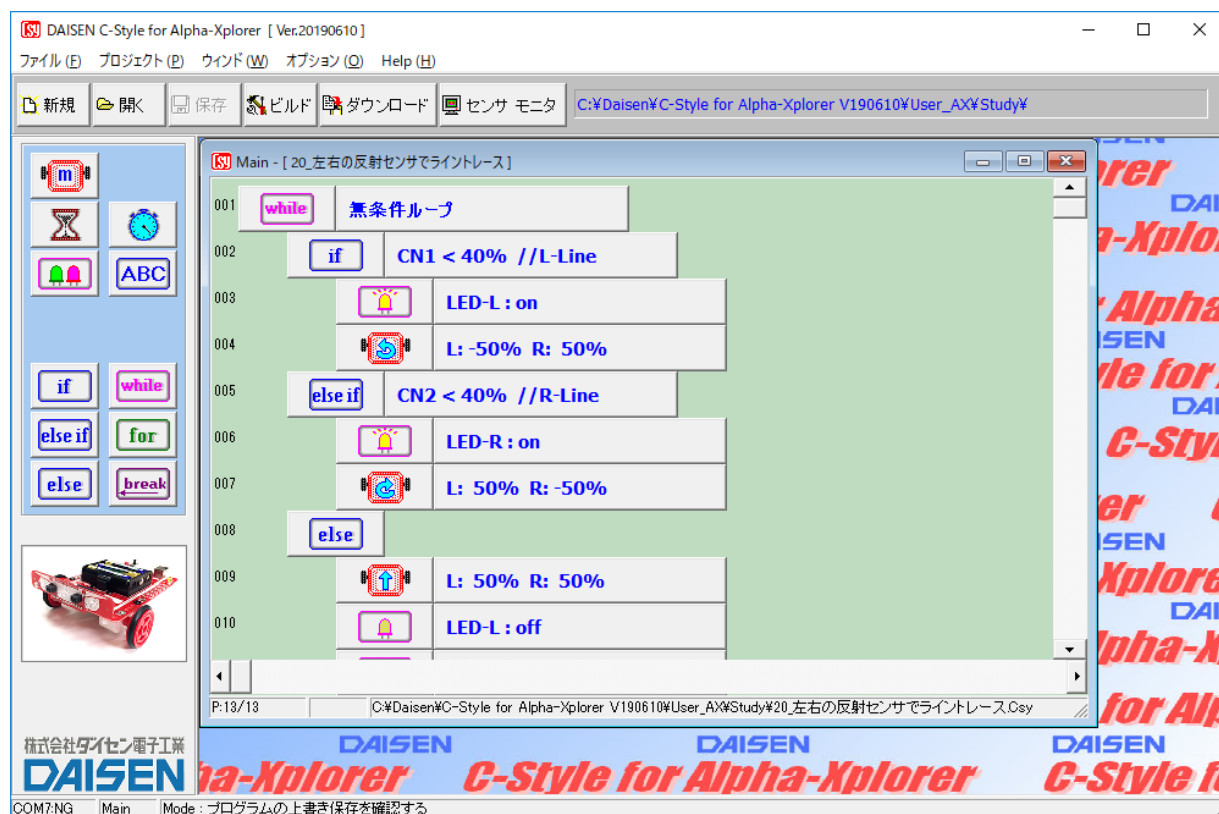 DAISEN C-Style for Alpha-Xplorer [ Ver.20190610 ]
ファイル (F) プロジェクト (P) ウィンド (W) オプション (O) Help (H)
新規 開く 保存 ビルド ダウンロード センサ モニタ C:¥Daisen¥C-Style for Alpha-Xplorer V190610¥User_AX¥Study¥
m
ABC
if while
else if for
else break
Main - [ 20_左右の反射センサでライントレース ]
001 while 無条件ループ
002 if CN1 < 40% //L-Line
003 LED-L : on
004 L: -50% R: 50%
005 else if CN2 < 40% //R-Line
006 LED-R : on
007 L: 50% R: -50%
008 else
009 L: 50% R: 50%
010 LED-L : off
P:13/13 C:¥Daisen¥C-Style for Alpha-Xplorer V190610¥User_AX¥Study¥20_左右の反射センサでライントレース.Csy
株式会社ダイセン電子工業
DAISEN
DAISEN DAISEN DAISEN
C-Style for Alpha-Xplorer
COM7:NG Main Mode : プログラムの上書き保存を確認する